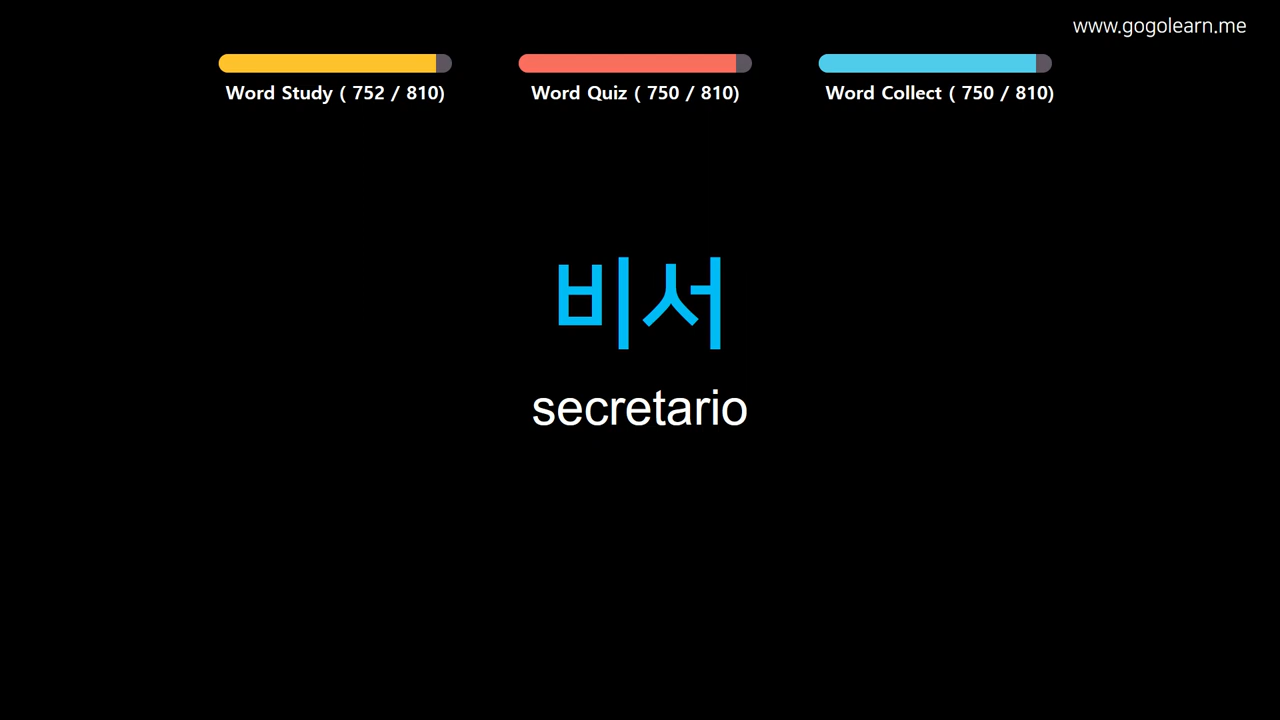 www.gogolearn.me
Word Study ( 752 / 810)
Word Quiz ( 750 / 810)
Word Collect ( 750 / 810)
비서
secretario